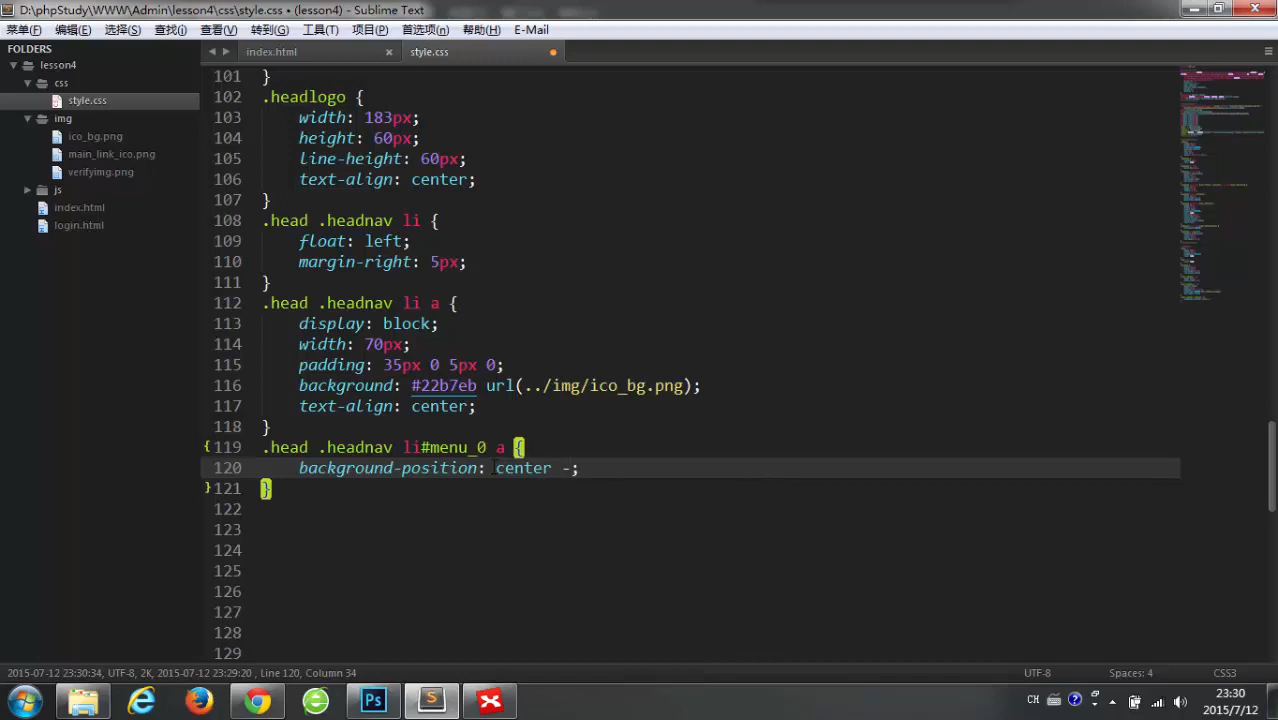 D:\phpStudy\WWW\Admin\lesson4\css\style.css • (lesson4) - Sublime Text
菜单(F) 编辑(E) 选择(S) 查找(I) 查看(V) 转到(G) 工具(T) 项目(P) 首选项(n) 帮助(H) E-Mail
FOLDERS
lesson4
css
style.css
img
ico_bg.png
main_link_ico.png
verifyimg.png
js
index.html
login.html
index.html
style.css
101 }
102 .headlogo {
103 width: 183px;
104 height: 60px;
105 line-height: 60px;
106 text-align: center;
107 }
108 .head .headnav li {
109 float: left;
110 margin-right: 5px;
111 }
112 .head .headnav li a {
113 display: block;
114 width: 70px;
115 padding: 35px 0 5px 0;
116 background: #22b7eb url(../img/ico_bg.png);
117 text-align: center;
118 }
119 .head .headnav li#menu_0 a {
120 background-position: center -;
121 }
122
123
124
125
126
127
128
129
2015-07-12 23:30:34, UTF-8, 2K, 2015-07-12 23:29:20, Line 120, Column 34
UTF-8
Spaces: 4
CSS3
Ps
S
CH
23:30
2015/7/12